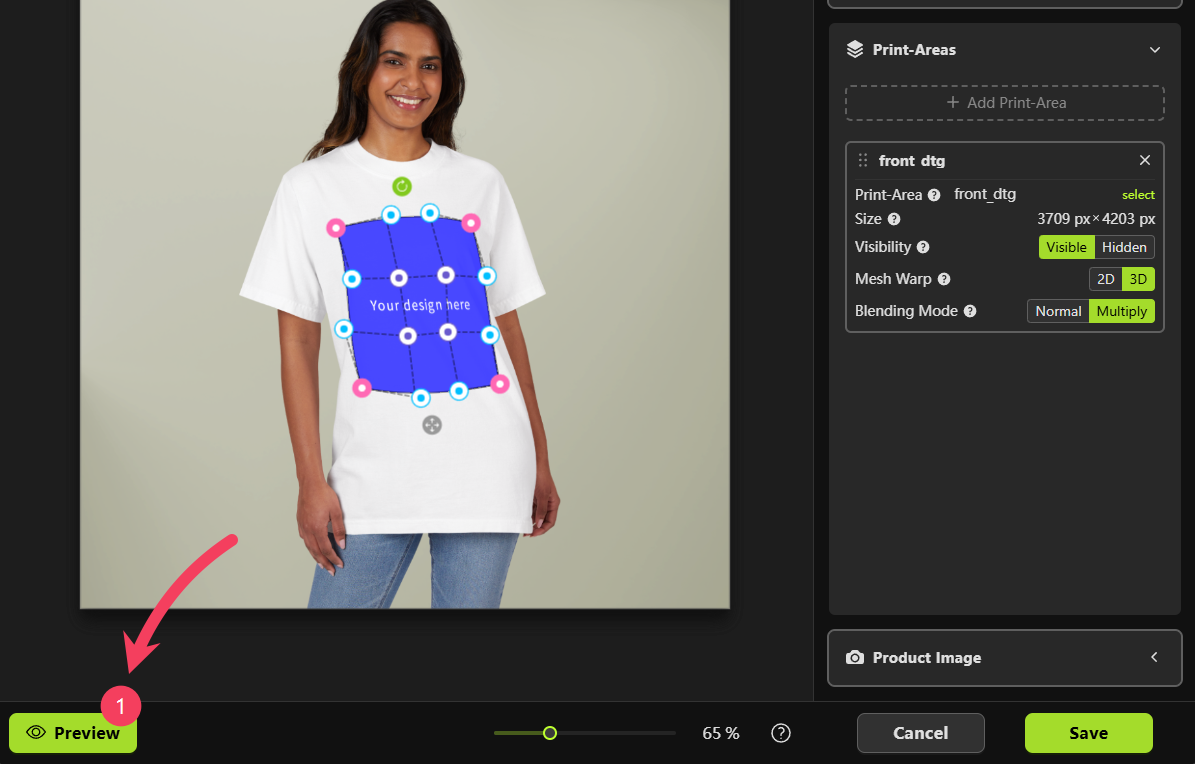 Print-Areas
+ Add Print-Area
front_dtg
Print-Area ? front_dtg select
Size ? 3709 px × 4203 px
Visibility ? Visible Hidden
Mesh Warp ? 2D 3D
Blending Mode ? Normal Multiply
Your design here
Product Image
1
Preview 65 % ? Cancel Save